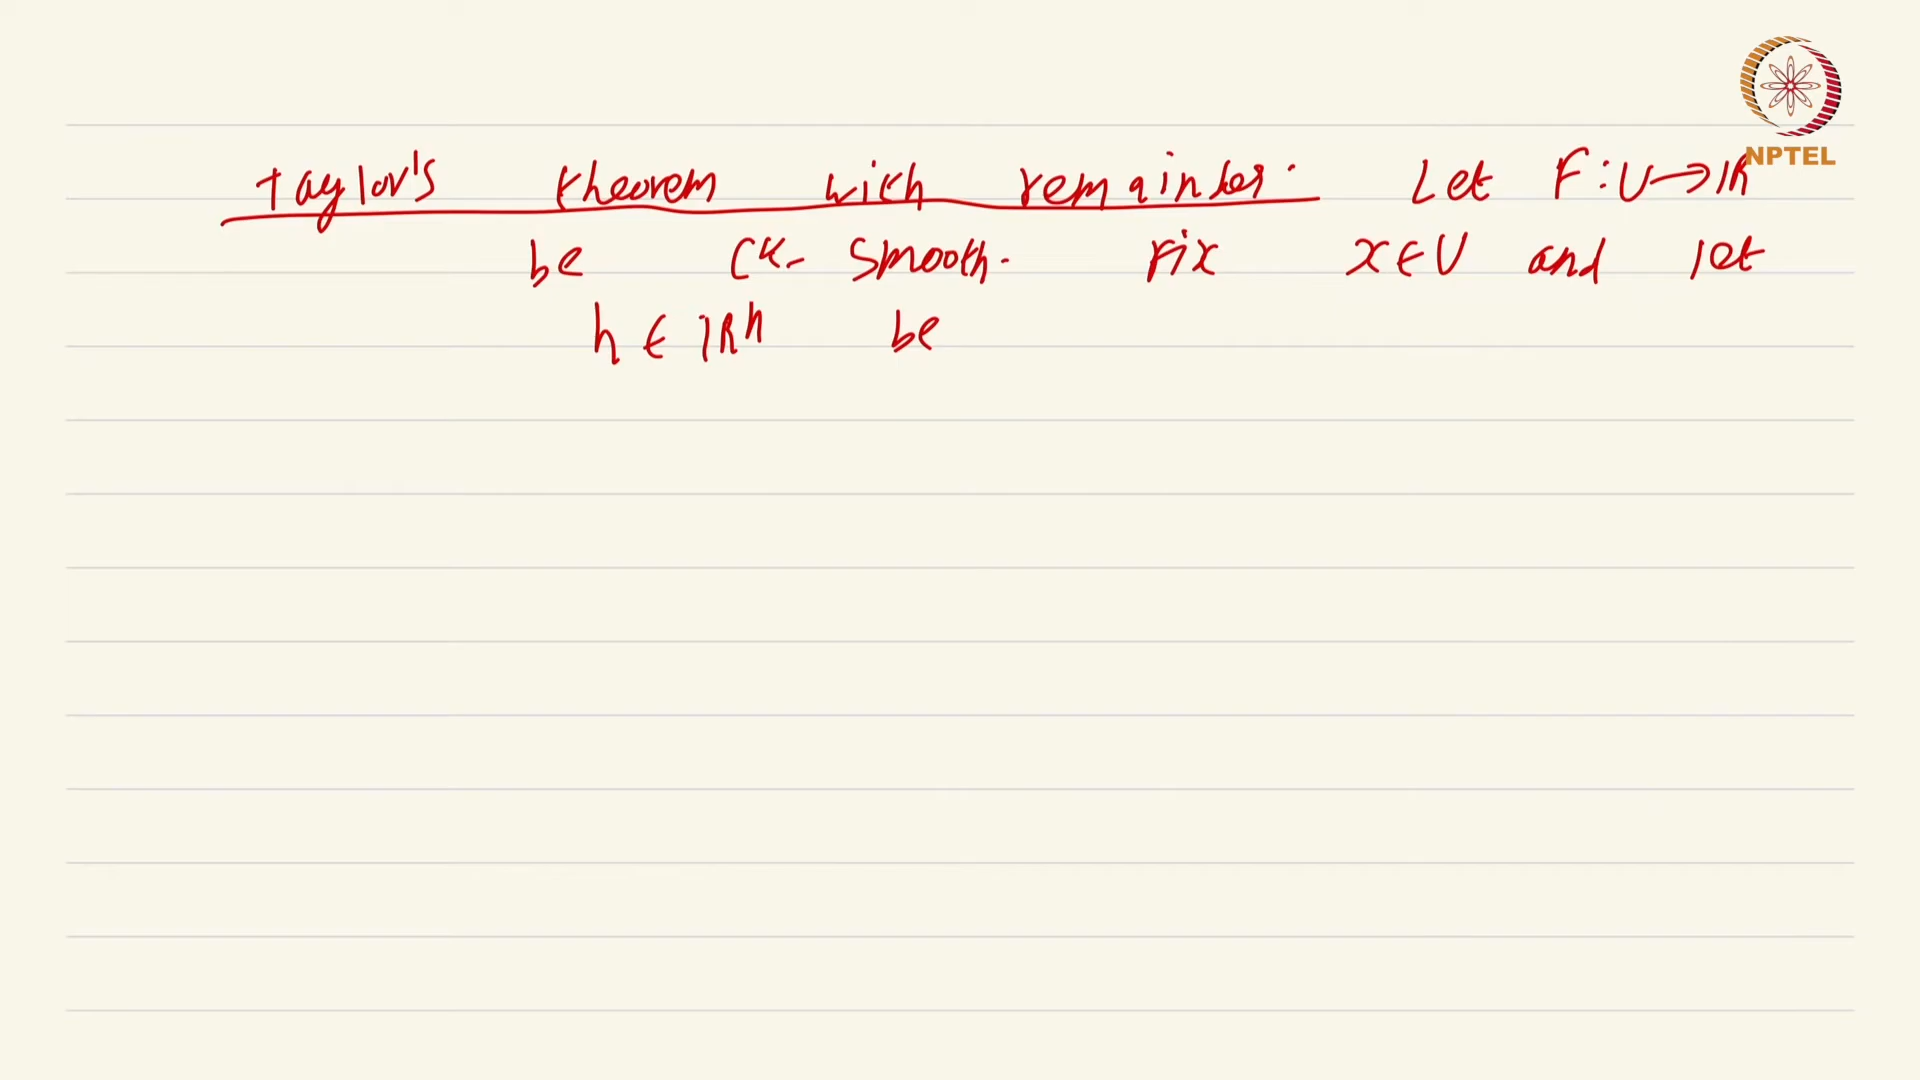 Taylor's theorem with remainder. Let F:U→ℝ
be C^k- smooth. Fix x∈U and let
h ∈ ℝ^n be
NPTEL